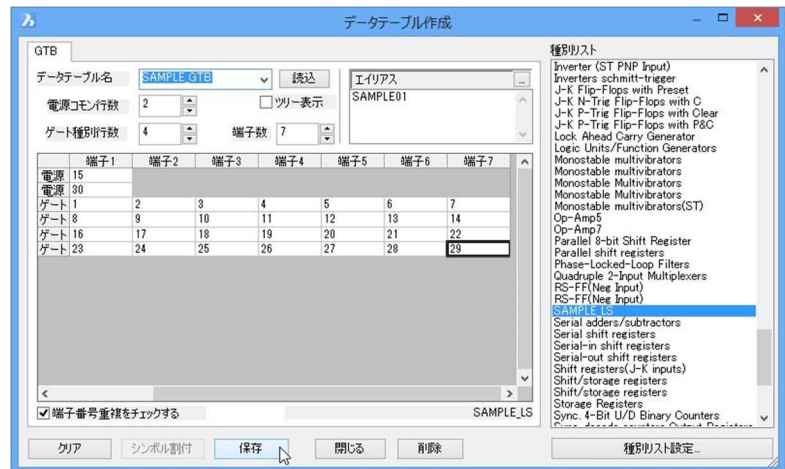 データテーブル作成
GTB
データテーブル名 SAMPLE_GTB 読込
電源コモン行数 2 ツリー表示
ゲート種別行数 4 端子数 7
エイリアス ...
SAMPLE01
端子1 端子2 端子3 端子4 端子5 端子6 端子7
電源 15
電源 30
ゲート 1 2 3 4 5 6 7
ゲート 8 9 10 11 12 13 14
ゲート 16 17 18 19 20 21 22
ゲート 23 24 25 26 27 28 29
端子番号重複をチェックする SAMPLE_LS
クリア シンボル割付 保存 閉じる 削除
種別リスト
Inverter (ST PNP Input)
Inverters schmitt-trigger
J-K Flip-Flops with Preset
J-K N-Trig Flip-Flops with C
J-K P-Trig Flip-Flops with Clear
J-K P-Trig Flip-Flops with P&C
Lock Ahead Carry Generator
Logic Units/Function Generators
Monostable multivibrators
Monostable multivibrators
Monostable Multivibrators
Monostable Multivibrators
Monostable multivibrators(ST)
Op-Amp5
Op-Amp7
Parallel 8-bit Shift Register
Parallel shift registers
Phase-Locked-Loop Filters
Quadruple 2-Input Multiplexers
RS-FF(Neg Input)
RS-FF(Neg Input)
SAMPLE_LS
Serial adders/subtractors
Serial shift registers
Serial-in shift registers
Serial-out shift registers
Shift registers(J-K inputs)
Shift/storage registers
Shift/storage registers
Storage Registers
Sync. 4-Bit U/D Binary Counters
種別リスト設定...